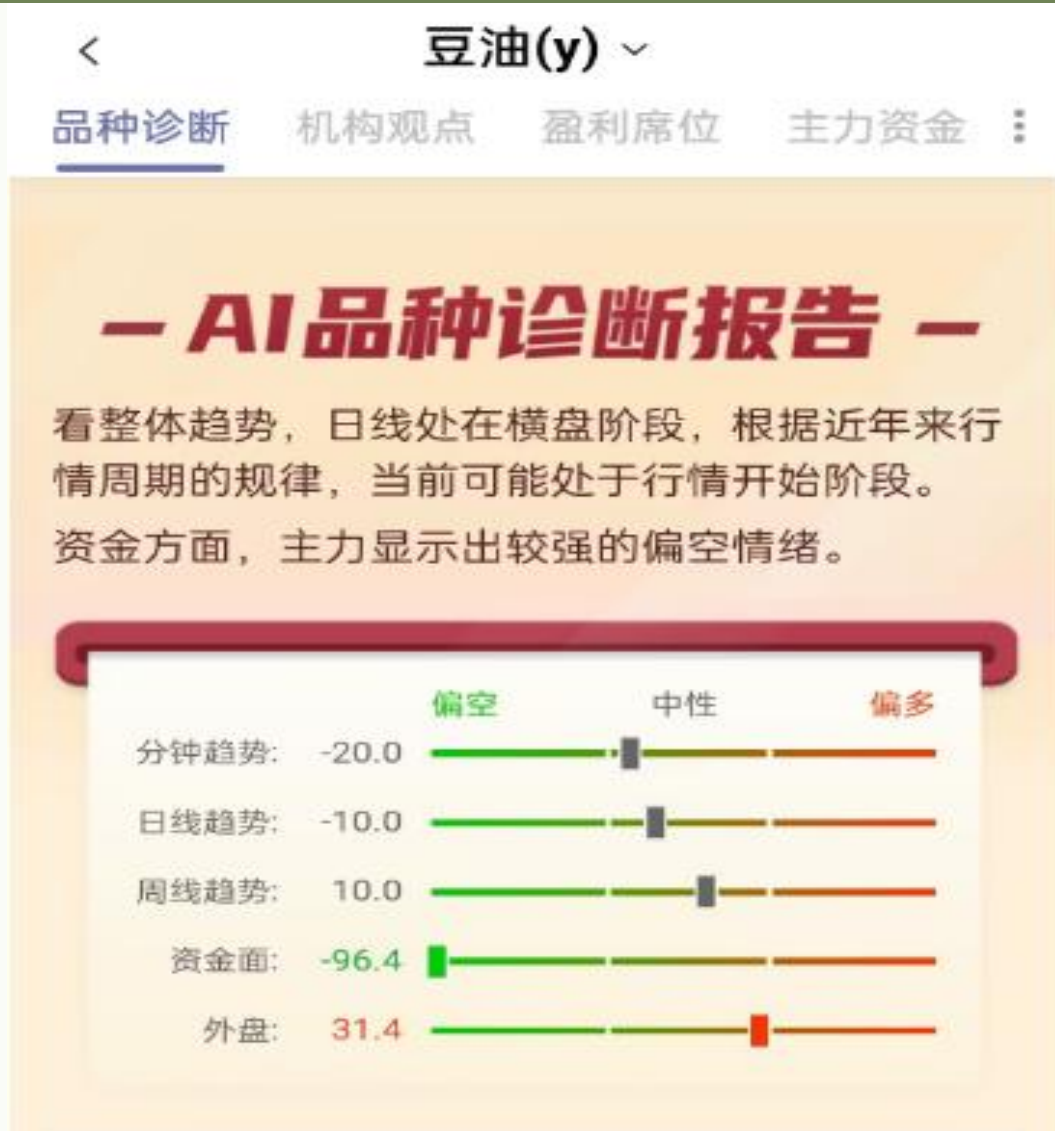 豆油(y)
品种诊断 机构观点 盈利席位 主力资金
AI品种诊断报告
看整体趋势，日线处在横盘阶段，根据近年来行
情周期的规律，当前可能处于行情开始阶段。
资金方面，主力显示出较强的偏空情绪。
偏空 中性 偏多
分钟趋势: -20.0
日线趋势: -10.0
周线趋势: 10.0
资金面: -96.4
外盘: 31.4